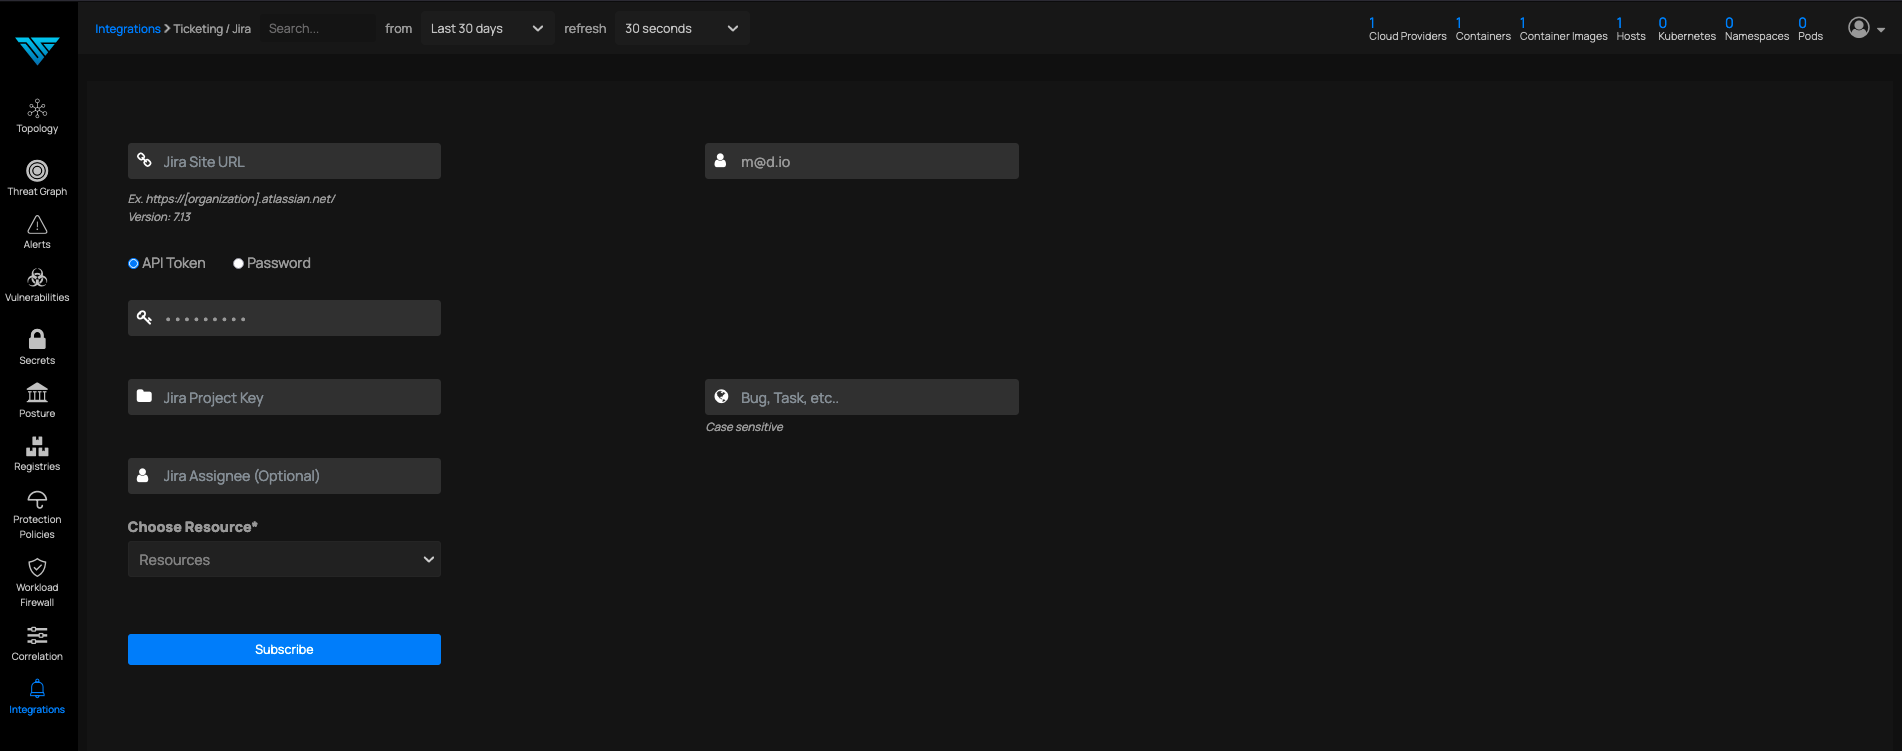 Integrations > Ticketing / Jira
Search...
from
Last 30 days
refresh
30 seconds
1
Cloud Providers
1
Containers
1
Container Images
1
Hosts
0
Kubernetes
0
Namespaces
0
Pods
Topology
Threat Graph
Alerts
Vulnerabilities
Secrets
Posture
Registries
Protection
Policies
Workload
Firewall
Correlation
Integrations
Jira Site URL
m@d.io
Ex. https://[organization].atlassian.net/
Version: 7.13
API Token
Password
Jira Project Key
Bug, Task, etc..
Case sensitive
Jira Assignee (Optional)
Choose Resource*
Resources
Subscribe